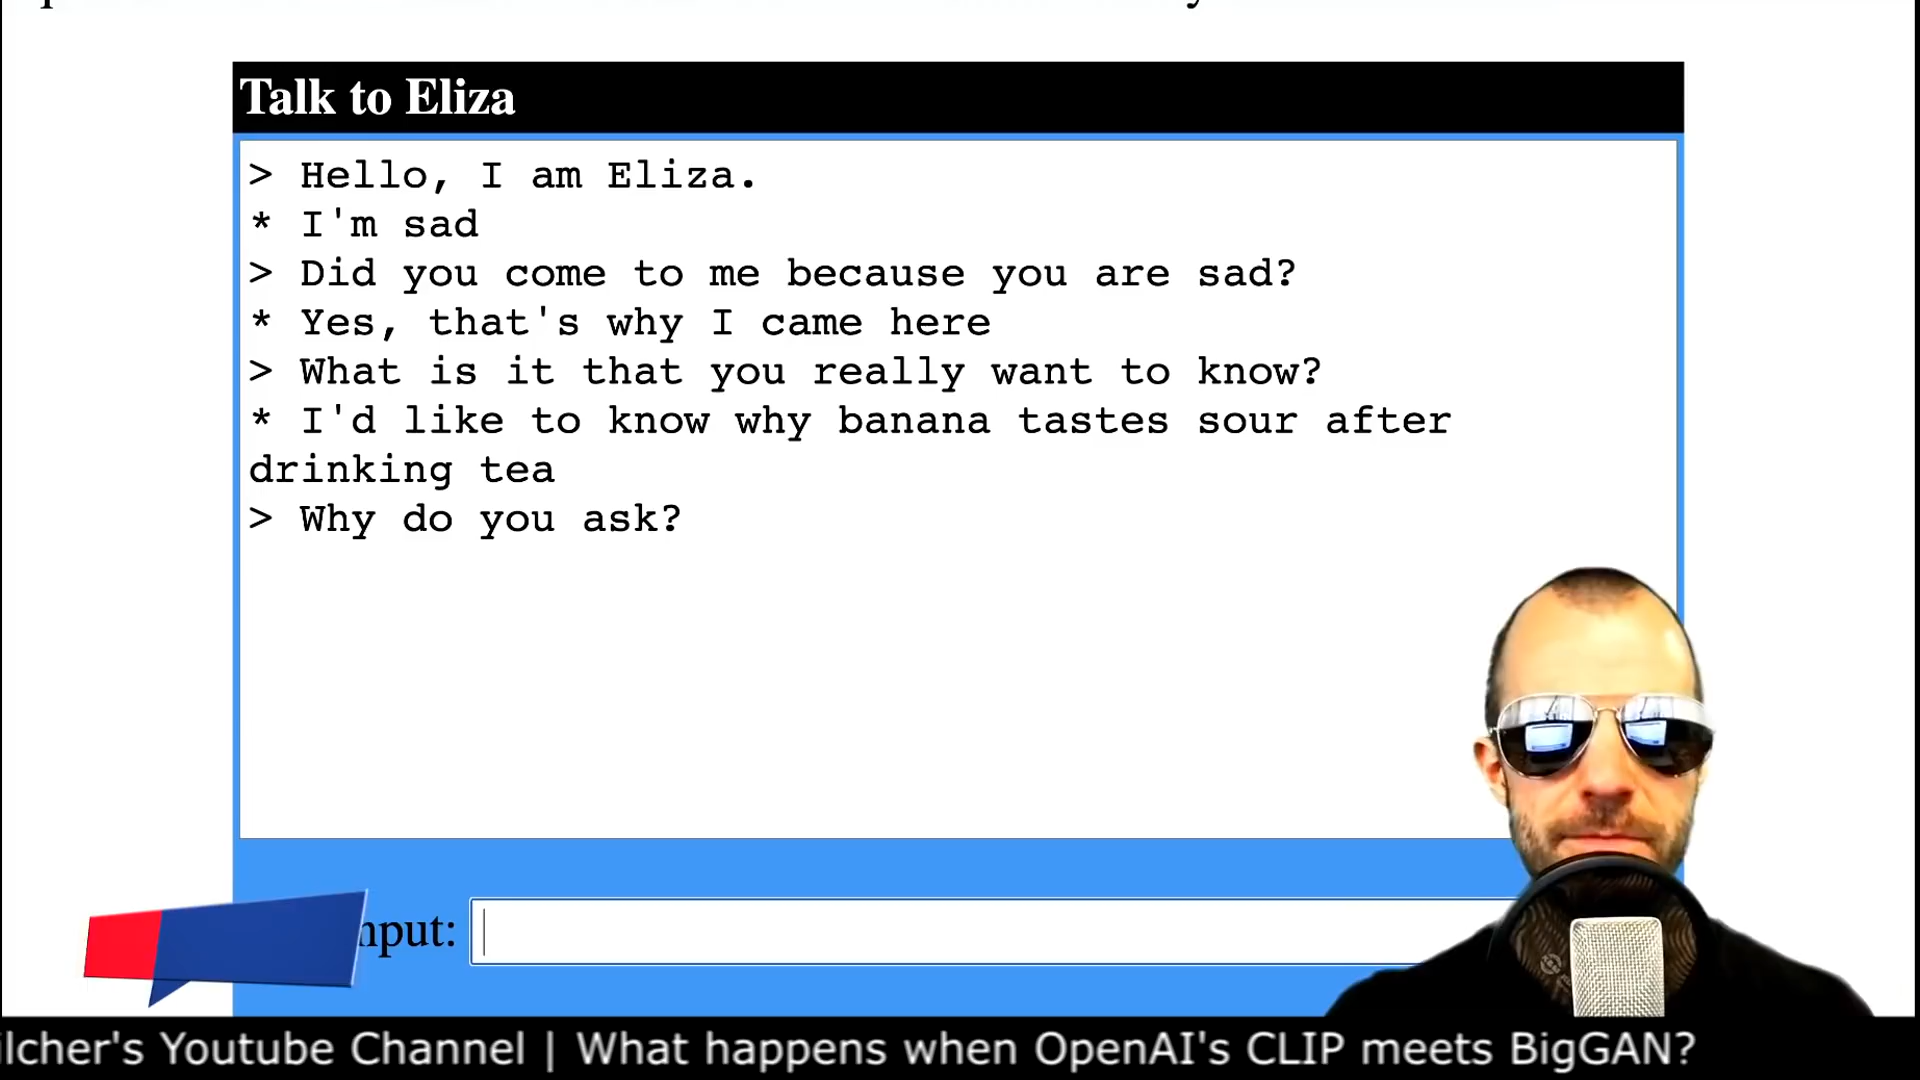 Talk to Eliza
> Hello, I am Eliza.
* I'm sad
> Did you come to me because you are sad?
* Yes, that's why I came here
> What is it that you really want to know?
* I'd like to know why banana tastes sour after
drinking tea
> Why do you ask?
nput:
ilcher's Youtube Channel | What happens when OpenAI's CLIP meets BigGAN?